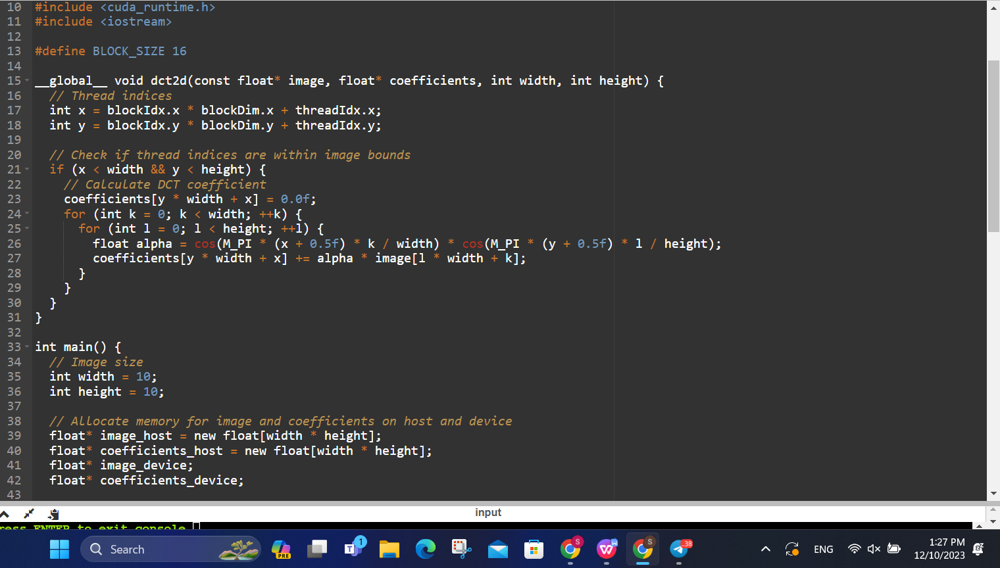 10 #include <cuda_runtime.h>
11 #include <iostream>
12
13 #define BLOCK_SIZE 16
14
15 __global__ void dct2d(const float* image, float* coefficients, int width, int height) {
16   // Thread indices
17   int x = blockIdx.x * blockDim.x + threadIdx.x;
18   int y = blockIdx.y * blockDim.y + threadIdx.y;
19
20   // Check if thread indices are within image bounds
21   if (x < width && y < height) {
22     // Calculate DCT coefficient
23     coefficients[y * width + x] = 0.0f;
24     for (int k = 0; k < width; ++k) {
25       for (int l = 0; l < height; ++l) {
26         float alpha = cos(M_PI * (x + 0.5f) * k / width) * cos(M_PI * (y + 0.5f) * l / height);
27         coefficients[y * width + x] += alpha * image[l * width + k];
28       }
29     }
30   }
31 }
32
33 int main() {
34   // Image size
35   int width = 10;
36   int height = 10;
37
38   // Allocate memory for image and coefficients on host and device
39   float* image_host = new float[width * height];
40   float* coefficients_host = new float[width * height];
41   float* image_device;
42   float* coefficients_device;
43
input
ress ENTER to exit console
Search
PRE
T
1
S
W
S
.38
ENG
1:27 PM
12/10/2023